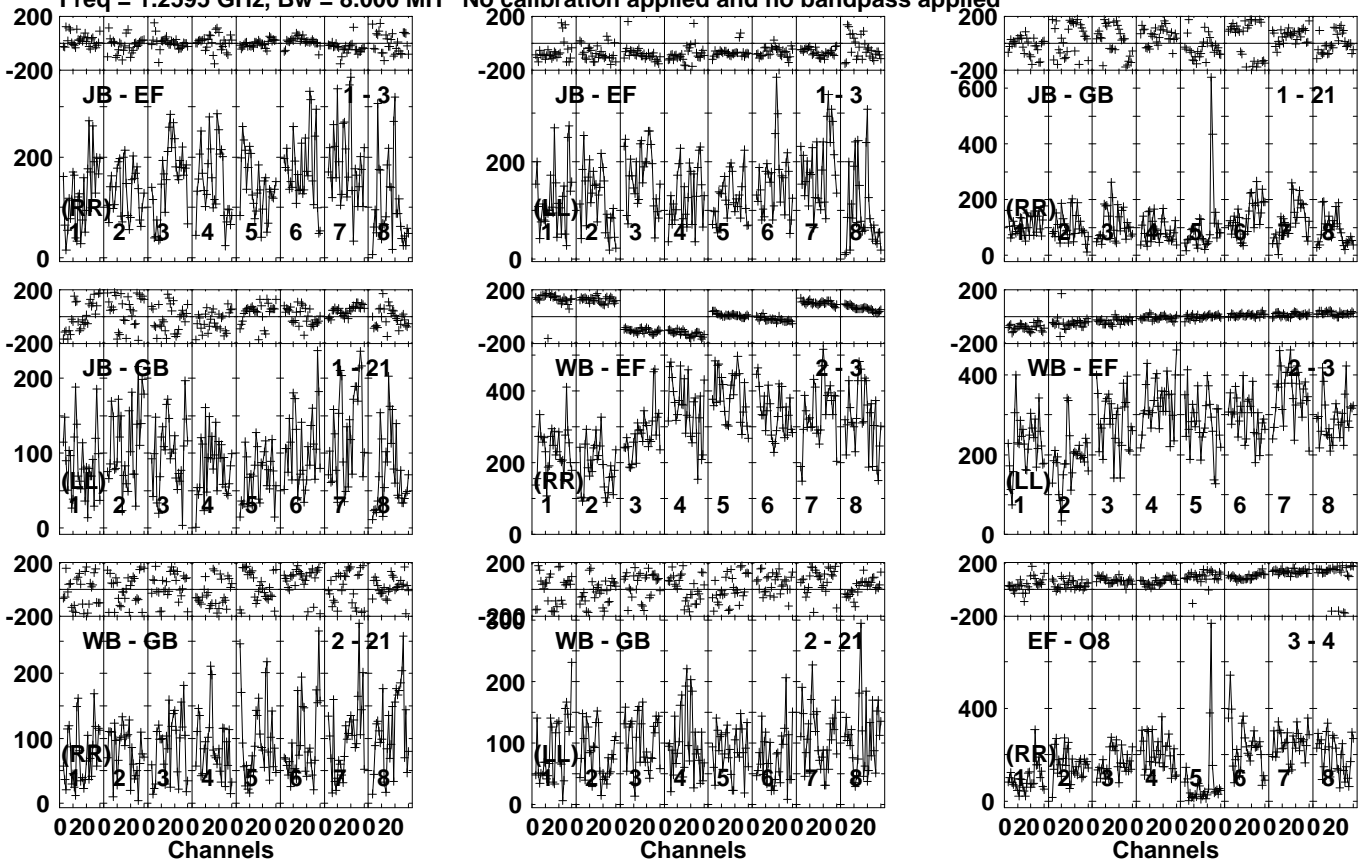 Freq = 1.2595 GHz, Bw = 8.000 MH No calibration applied and no bandpass applied
200 200 200
-200 -200 -200
JB - EF 1 - 3 JB - EF 1 - 3 600 JB - GB 1 - 21
400
200 200 200
(RR) (LL) (RR)
1 2 3 4 5 6 7 8 1 2 3 4 5 6 7 8 1 2 3 4 5 6 7 8
0 0 0
200 200 200
-200 -200 -200
JB - GB 1 - 21 WB - EF 2 - 3 WB - EF 2 - 3
200 400 400
100 200 200
(LL) (RR) (LL)
1 2 3 4 5 6 7 8 1 2 3 4 5 6 7 8 1 2 3 4 5 6 7 8
0 0 0
200 200 200
-200 -200 -200
300
WB - GB 2 - 21 WB - GB 2 - 21 EF - O8 3 - 4
200 200 400
100 100
(RR) (LL) (RR)
1 2 3 4 5 6 7 8 1 2 3 4 5 6 7 8 1 2 3 4 5 6 7 8
0 0 0
0 20 0 20 0 20 0 20 0 20 0 20 0 20 0 20 0 20 0 20 0 20 0 20 0 20 0 20 0 20 0 20 0 20 0 20 0 20 0 20 0 20 0 20 0 20 0 20
Channels Channels Channels